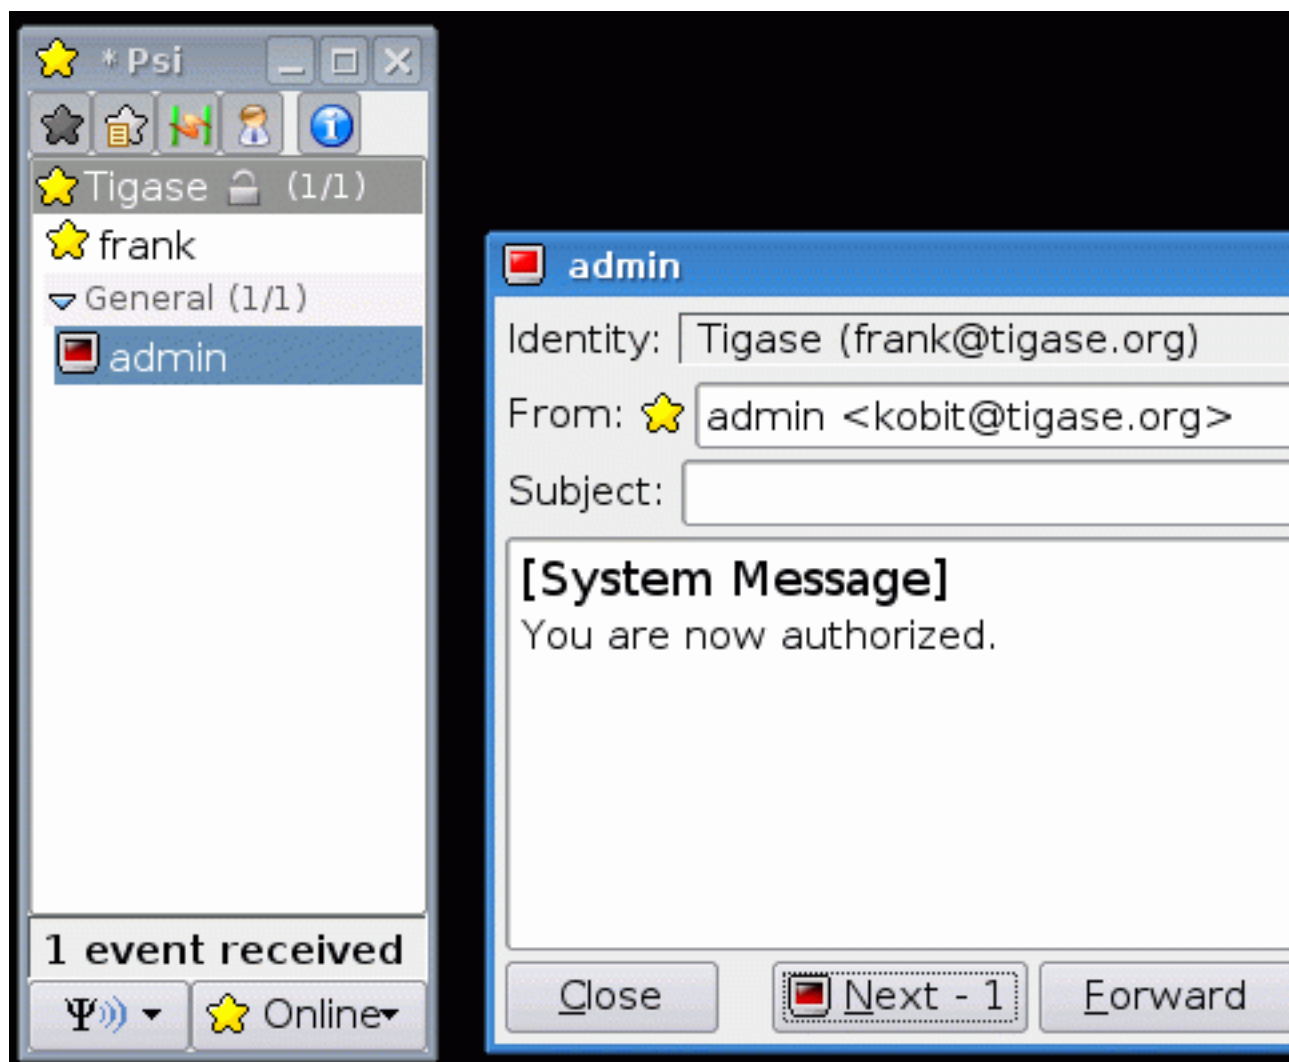 * Psi
Tigase (1/1)
frank
General (1/1)
admin
1 event received
Ψ
Online
admin
Identity: Tigase (frank@tigase.org)
From: admin <kobit@tigase.org>
Subject:
[System Message]
You are now authorized.
Close Next - 1 Forward